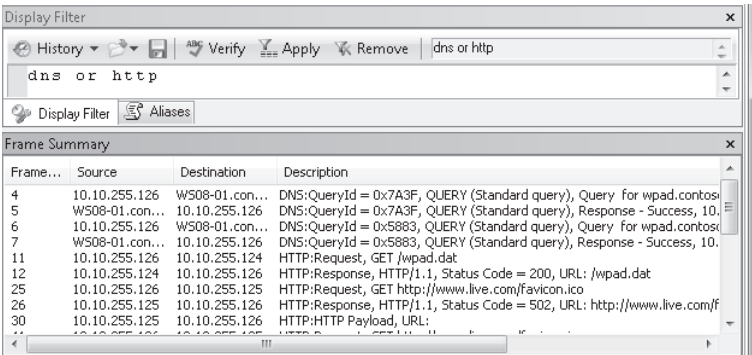 Display Filter x
History Verify Apply Remove dns or http
dns or http
Display Filter Aliases
Frame Summary x
Frame... Source Destination Description
4 10.10.255.126 WS08-01.con... DNS:QueryId = 0x7A3F, QUERY (Standard query), Query for wpad.contos
5 WS08-01.con... 10.10.255.126 DNS:QueryId = 0x7A3F, QUERY (Standard query), Response - Success, 10.
6 10.10.255.126 WS08-01.con... DNS:QueryId = 0x5883, QUERY (Standard query), Query for wpad.contos
7 WS08-01.con... 10.10.255.126 DNS:QueryId = 0x5883, QUERY (Standard query), Response - Success, 10.
11 10.10.255.126 10.10.255.124 HTTP:Request, GET /wpad.dat
12 10.10.255.124 10.10.255.126 HTTP:Response, HTTP/1.1, Status Code = 200, URL: /wpad.dat
25 10.10.255.126 10.10.255.125 HTTP:Request, GET http://www.live.com/favicon.ico
26 10.10.255.125 10.10.255.126 HTTP:Response, HTTP/1.1, Status Code = 502, URL: http://www.live.com/f
30 10.10.255.125 10.10.255.126 HTTP:HTTP Payload, URL: